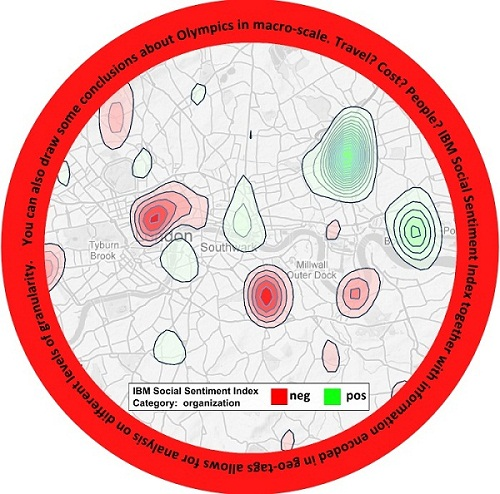 You can also draw some conclusions about Olympics in macro-scale. Travel? Cost? People? IBM Social Sentiment Index together with information encoded in geo-tags allows for analysis on different levels of granularity.
Tyburn
Brook
Millwall
Outer Dock
IBM Social Sentiment Index
Category: organization
neg
pos